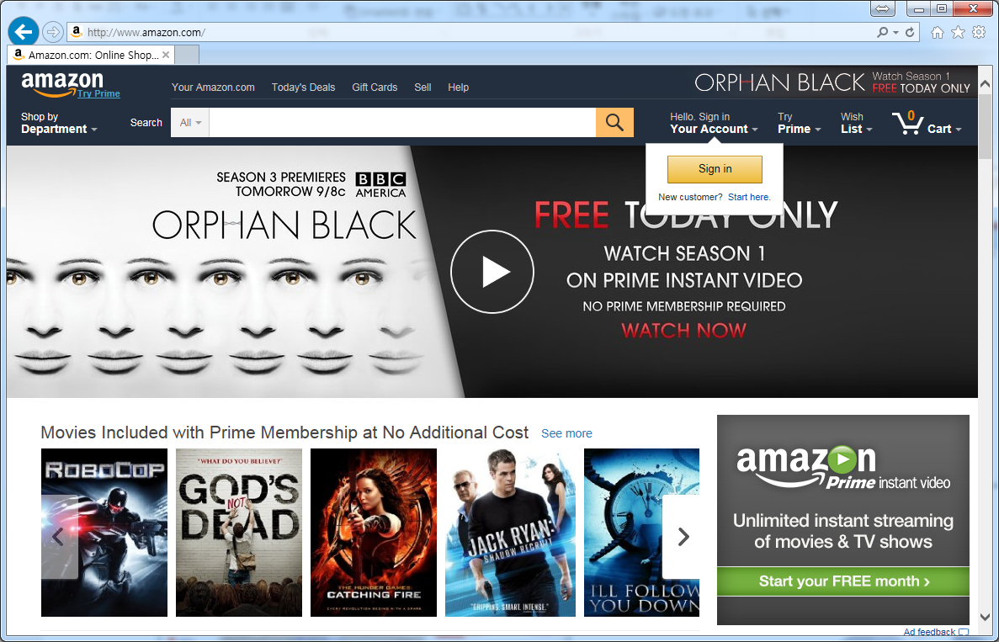 http://www.amazon.com/
Amazon.com: Online Shop...
amazon
Try Prime
Your Amazon.com
Today's Deals
Gift Cards
Sell
Help
ORPHAN BLACK
Watch Season 1
FREE TODAY ONLY
Shop by
Department
Search
All
Hello. Sign in
Your Account
Try
Prime
Wish
List
0
Cart
Sign in
New customer? Start here.
SEASON 3 PREMIERES
TOMORROW 9/8c
BBC
AMERICA
ORPHAN BLACK
FREE TODAY ONLY
WATCH SEASON 1
ON PRIME INSTANT VIDEO
NO PRIME MEMBERSHIP REQUIRED
WATCH NOW
Movies Included with Prime Membership at No Additional Cost
See more
ROBOCOP
"WHAT DO YOU BELIEVE?"
GOD'S
NOT
DEAD
THE HUNGER GAMES
CATCHING FIRE
EVERY REVOLUTION BEGINS WITH A SPARK
JACK RYAN:
SHADOW RECRUIT
"GRIPPING, SMART, INTENSE."
I'LL FOLLOW
YOU DOWN
amazon
Prime instant video
Unlimited instant streaming
of movies & TV shows
Start your FREE month ›
Ad feedback